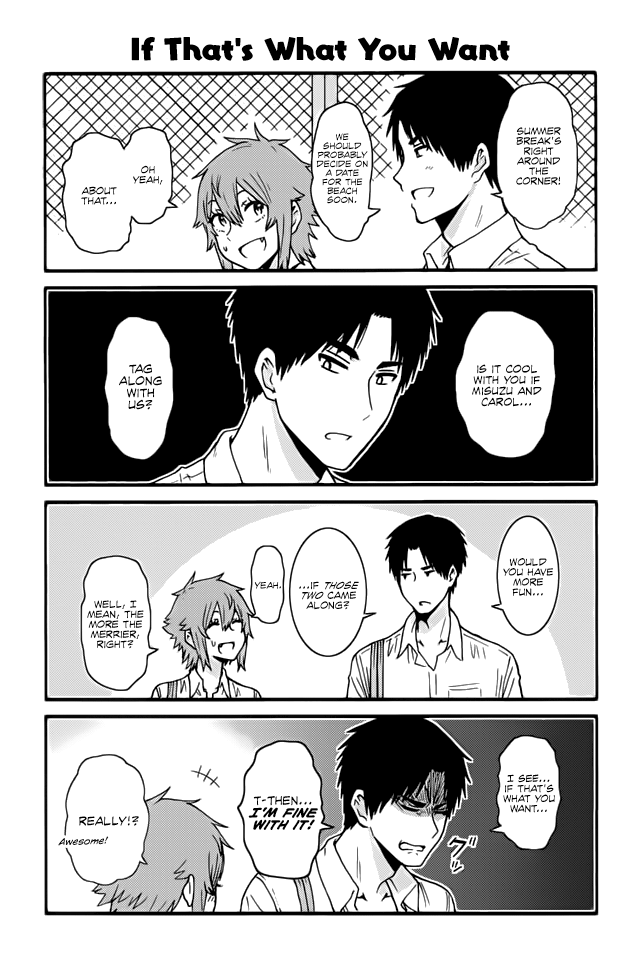 If That's What You Want
SUMMER
BREAK'S
RIGHT
AROUND
THE
CORNER!
WE
SHOULD
PROBABLY
DECIDE ON
A DATE
FOR THE
BEACH
SOON.
OH
YEAH,
ABOUT
THAT...
IS IT COOL
WITH YOU IF
MISUZU AND
CAROL...
TAG
ALONG
WITH
US?
WOULD
YOU HAVE
MORE
FUN...
...IF THOSE
TWO CAME
ALONG?
YEAH.
WELL, I
MEAN, THE
MORE THE
MERRIER,
RIGHT?
I SEE...
IF THAT'S
WHAT YOU
WANT...
グッ
T-THEN...
I'M FINE
WITH IT!
REALLY!?
Awesome!